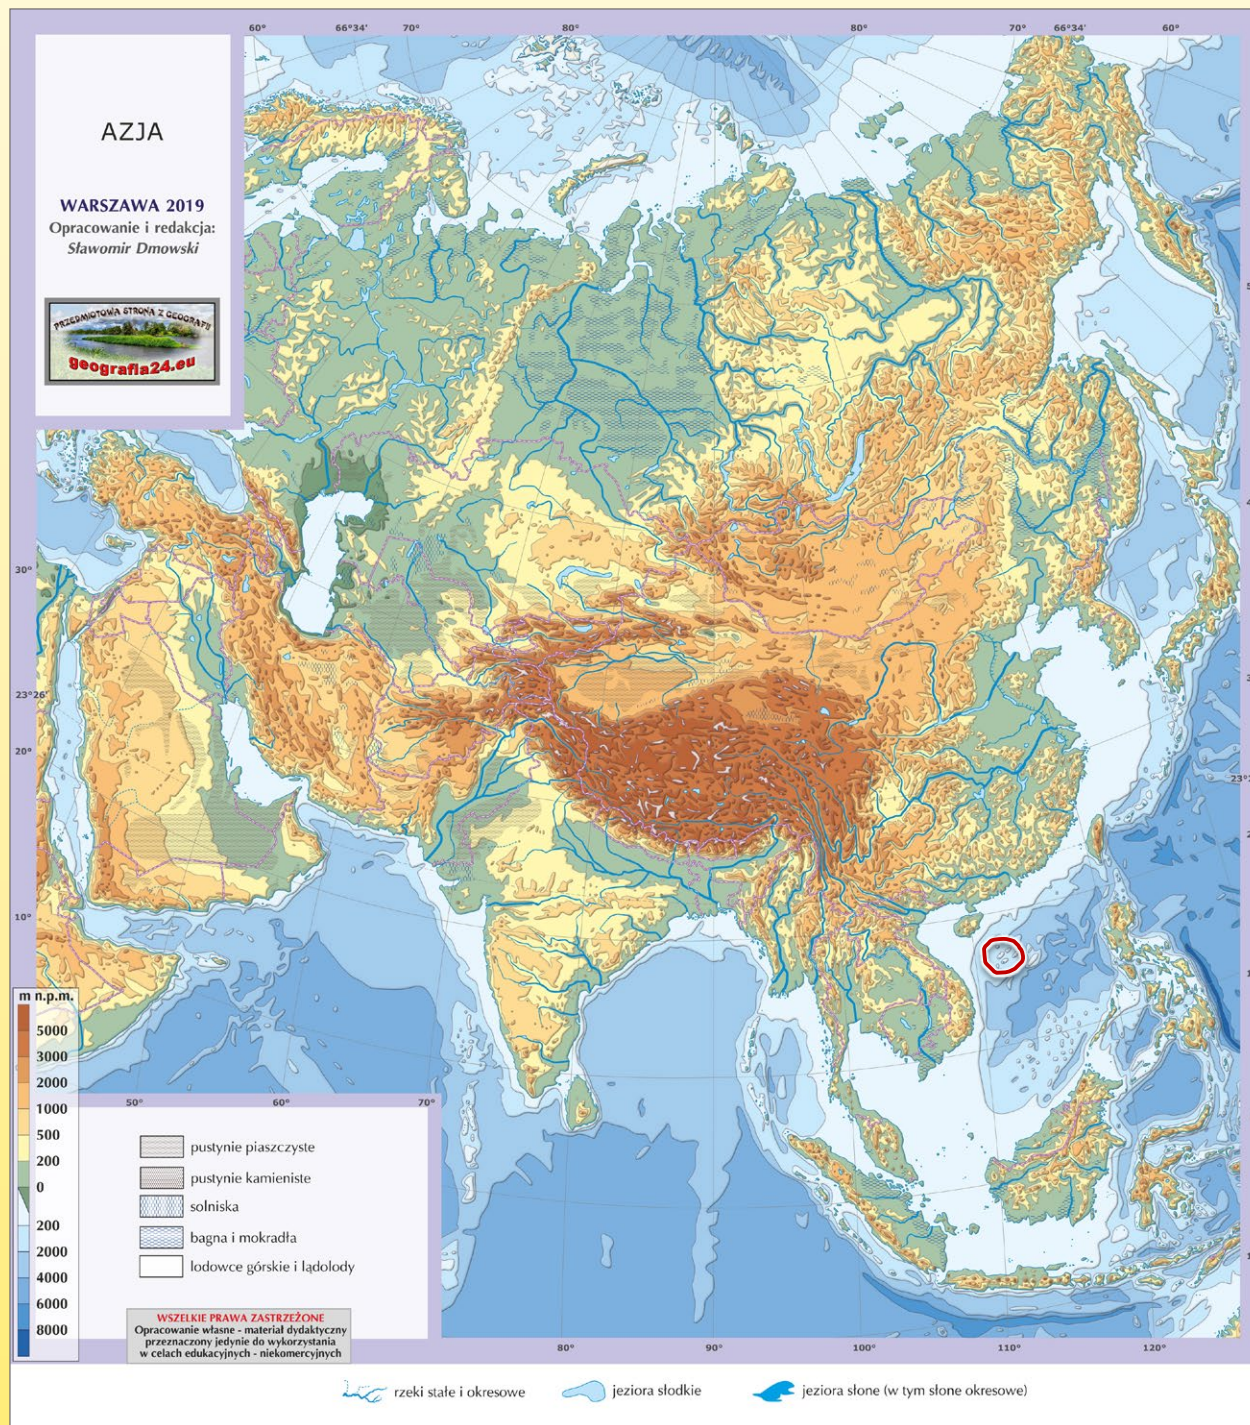 60° 66°34' 70° 80° 80° 70° 66°34' 60°
AZJA
WARSZAWA 2019
Opracowanie i redakcja:
Sławomir Dmowski
PRZEDMIOTOWA STRONA Z GEOGRAFII
geografia24.eu
30°
23°26'
20°
10°
m n.p.m.
5000
3000
2000
1000
500
200
0
200
2000
4000
6000
8000
50° 60° 70°
pustynie piaszczyste
pustynie kamieniste
solniska
bagna i mokradła
lodowce górskie i lądolody
WSZELKIE PRAWA ZASTRZEŻONE
Opracowanie własne - materiał dydaktyczny
przeznaczony jedynie do wykorzystania
w celach edukacyjnych - niekomercyjnych
80° 90° 100° 110° 120°
rzeki stałe i okresowe
jeziora słodkie
jeziora słone (w tym słone okresowe)